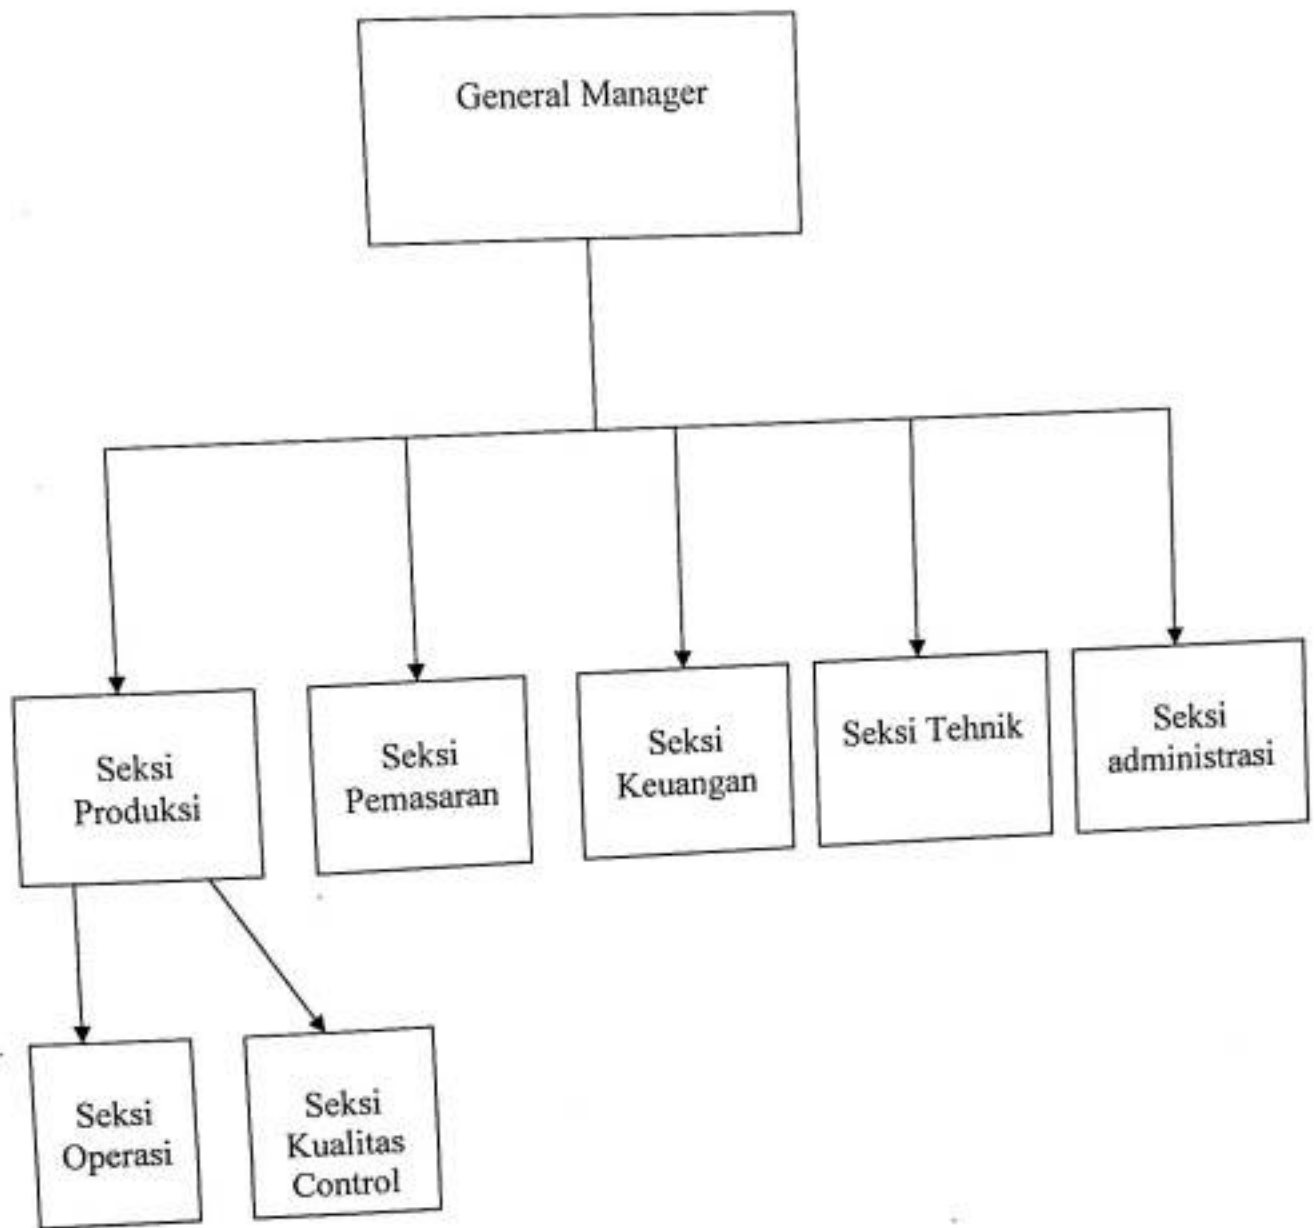 General Manager
Seksi
Produksi
Seksi
Pemasaran
Seksi
Keuangan
Seksi Tehnik
Seksi
administrasi
Seksi
Operasi
Seksi
Kualitas
Control